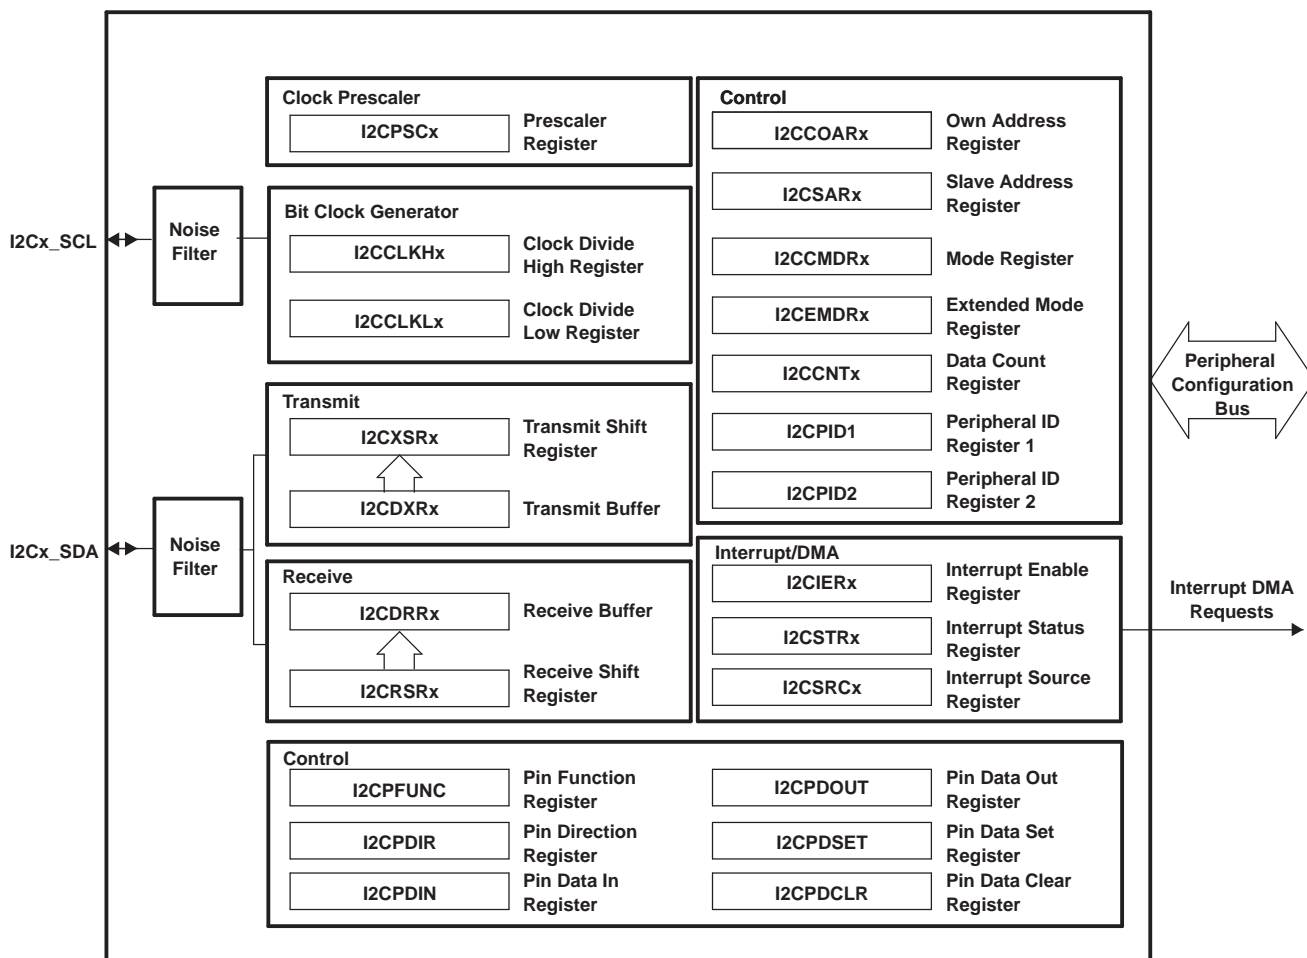 Clock Prescaler
I2CPSCx
Prescaler
Register
I2Cx_SCL
Noise
Filter
Bit Clock Generator
I2CCLKHx
Clock Divide
High Register
I2CCLKLx
Clock Divide
Low Register
Control
I2CCOARx
Own Address
Register
I2CSARx
Slave Address
Register
I2CCMDRx
Mode Register
I2CEMDRx
Extended Mode
Register
I2CCNTx
Data Count
Register
I2CPID1
Peripheral ID
Register 1
I2CPID2
Peripheral ID
Register 2
Peripheral
Configuration
Bus
I2Cx_SDA
Noise
Filter
Transmit
I2CXSRx
Transmit Shift
Register
I2CDXRx
Transmit Buffer
Receive
I2CDRRx
Receive Buffer
I2CRSRx
Receive Shift
Register
Interrupt/DMA
I2CIERx
Interrupt Enable
Register
I2CSTRx
Interrupt Status
Register
I2CSRCx
Interrupt Source
Register
Interrupt DMA
Requests
Control
I2CPFUNC
Pin Function
Register
I2CPDIR
Pin Direction
Register
I2CPDIN
Pin Data In
Register
I2CPDOUT
Pin Data Out
Register
I2CPDSET
Pin Data Set
Register
I2CPDCLR
Pin Data Clear
Register